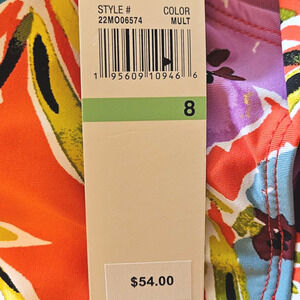 STYLE # COLOR
22MO06574 MULT
1 95609 10946 6
8
$54.00